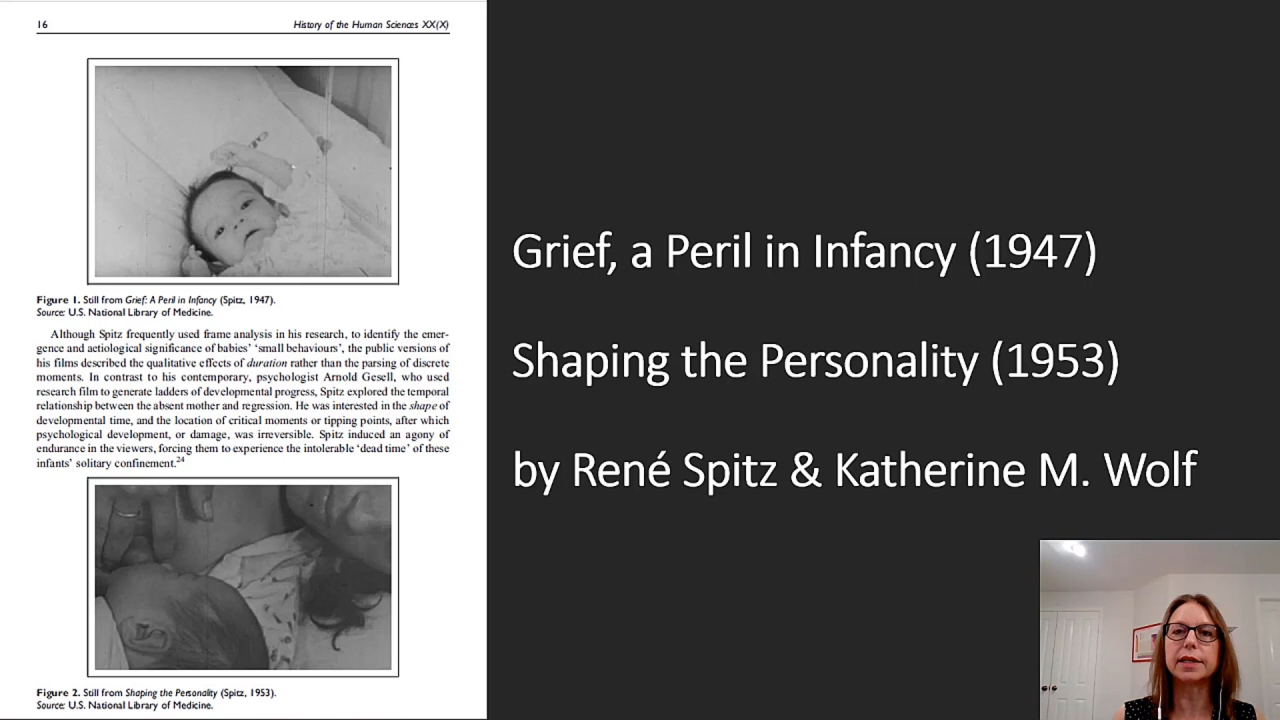 16
History of the Human Sciences XX(X)
Figure 1. Still from Grief: A Peril in Infancy (Spitz, 1947).
Source: U.S. National Library of Medicine.
Although Spitz frequently used frame analysis in his research, to identify the emer-
gence and aetiological significance of babies' 'small behaviours', the public versions of
his films described the qualitative effects of duration rather than the parsing of discrete
moments. In contrast to his contemporary, psychologist Arnold Gesell, who used
research film to generate ladders of developmental progress, Spitz explored the temporal
relationship between the absent mother and regression. He was interested in the shape of
developmental time, and the location of critical moments or tipping points, after which
psychological development, or damage, was irreversible. Spitz induced an agony of
endurance in the viewers, forcing them to experience the intolerable 'dead time' of these
infants' solitary confinement.24
Figure 2. Still from Shaping the Personality (Spitz, 1953).
Source: U.S. National Library of Medicine.
Grief, a Peril in Infancy (1947)
Shaping the Personality (1953)
by René Spitz & Katherine M. Wolf